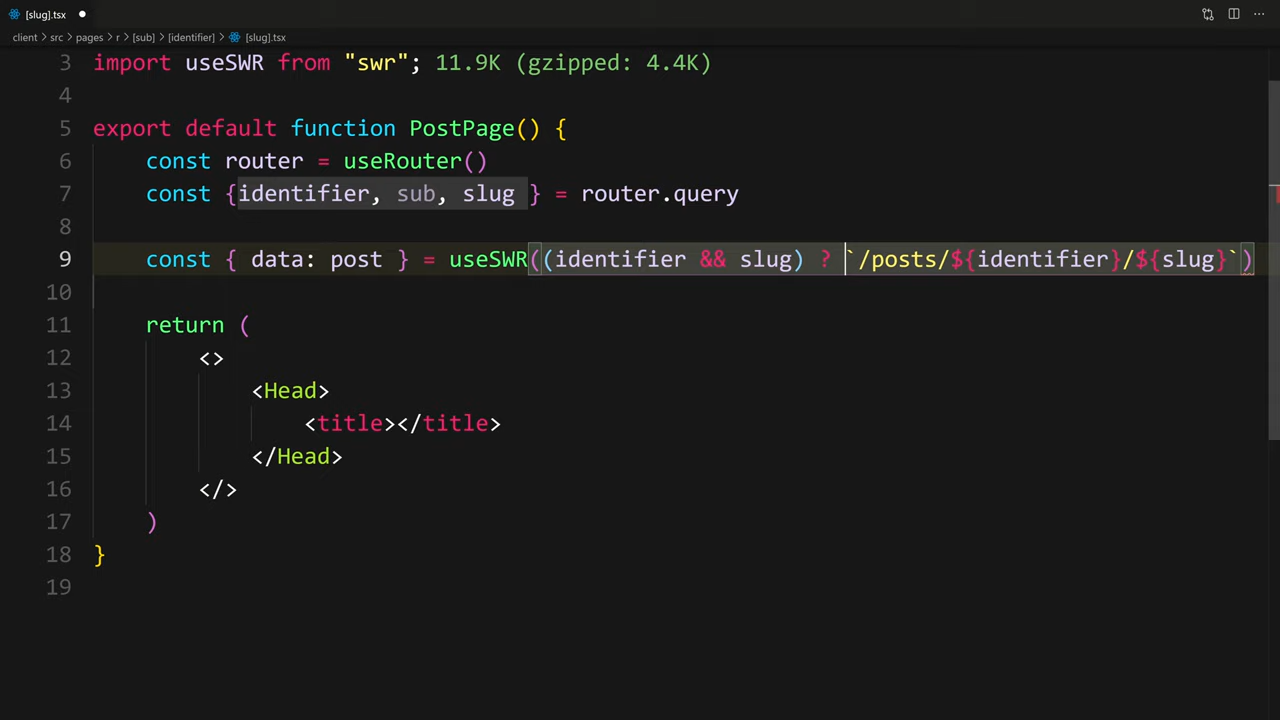 [slug].tsx ●
client > src > pages > r > [sub] > [identifier] > [slug].tsx
3 import useSWR from "swr"; 11.9K (gzipped: 4.4K)
4
5 export default function PostPage() {
6 const router = useRouter()
7 const {identifier, sub, slug } = router.query
8
9 const { data: post } = useSWR((identifier && slug) ? `/posts/${identifier}/${slug}`)
10
11 return (
12 <>
13 <Head>
14 <title></title>
15 </Head>
16 </>
17 )
18 }
19